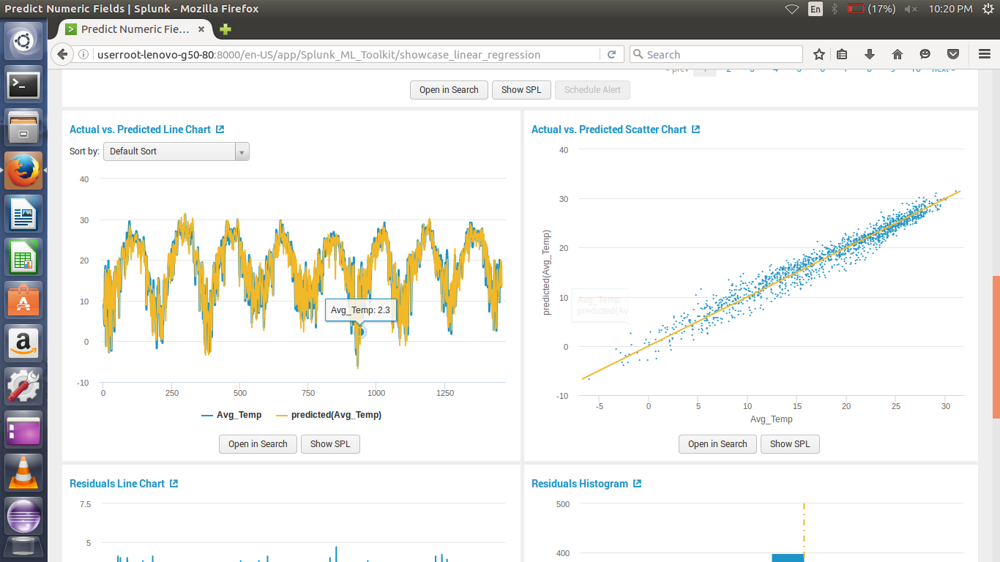 Predict Numeric Fields | Splunk - Mozilla Firefox
En
(17%)
10:20 PM
Predict Numeric Fie...
userroot-lenovo-g50-80:8000/en-US/app/Splunk_ML_Toolkit/showcase_linear_regression
Search
« prev 1 2 3 4 5 6 7 8 9 10 next »
Open in Search
Show SPL
Schedule Alert
Actual vs. Predicted Line Chart
Sort by: Default Sort
40
30
20
10
0
-10
0 250 500 750 1000 1250
Avg_Temp: 2.3
Avg_Temp predicted(Avg_Temp)
Open in Search
Show SPL
Actual vs. Predicted Scatter Chart
40
30
20
10
0
-10
predicted(Avg_Temp)
Avg_Temp:
predicted(Av
-5 0 5 10 15 20 25 30
Avg_Temp
Open in Search
Show SPL
Residuals Line Chart
7.5
5
Residuals Histogram
500
400